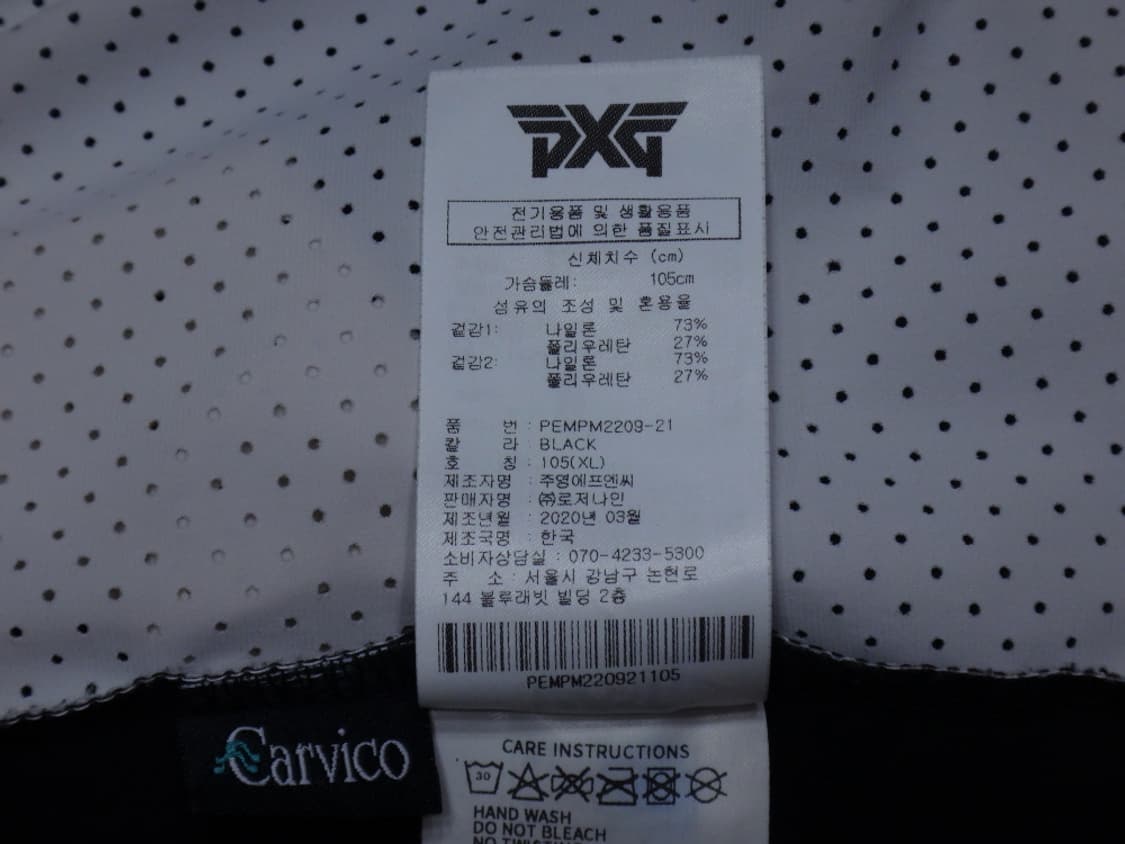 PXG
전기용품 및 생활용품
안전관리법에 의한 품질표시
신체치수 (cm)
가슴둘레: 105cm
섬유의 조성 및 혼용율
겉감1: 나일론 73%
폴리우레탄 27%
겉감2: 나일론 73%
폴리우레탄 27%
품 번 : PEMPM2209-21
칼 라 : BLACK
호 칭 : 105(XL)
제조자명 : 주영에프엔씨
판매자명 : ㈜로저나인
제조년월 : 2020년 03월
제조국명 : 한국
소비자상담실 : 070-4233-5300
주 소 : 서울시 강남구 논현로
144 블루래빗 빌딩 2층
PEMPM220921105
Carvico
CARE INSTRUCTIONS
30
HAND WASH
DO NOT BLEACH